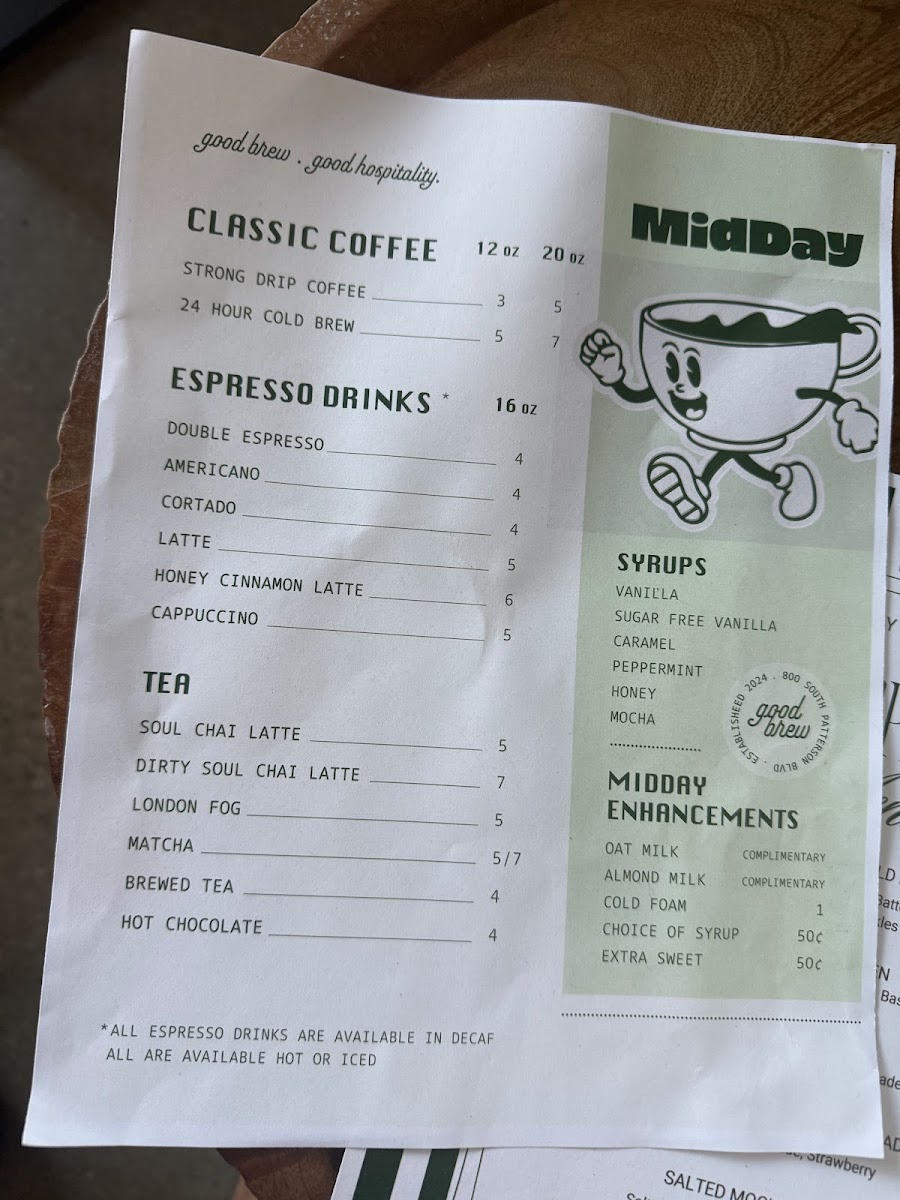 good brew . good hospitality.
CLASSIC COFFEE 12 OZ 20 OZ
STRONG DRIP COFFEE 3 5
24 HOUR COLD BREW 5 7
ESPRESSO DRINKS * 16 OZ
DOUBLE ESPRESSO 4
AMERICANO 4
CORTADO 4
LATTE 5
HONEY CINNAMON LATTE 6
CAPPUCCINO 5
TEA
SOUL CHAI LATTE 5
DIRTY SOUL CHAI LATTE 7
LONDON FOG 5
MATCHA 5/7
BREWED TEA 4
HOT CHOCOLATE 4
*ALL ESPRESSO DRINKS ARE AVAILABLE IN DECAF
ALL ARE AVAILABLE HOT OR ICED
MidDay
SYRUPS
VANILLA
SUGAR FREE VANILLA
CARAMEL
PEPPERMINT
HONEY
MOCHA
ESTABLISHEED 2024 . 800 SOUTH PATTERSON BLVD .
good
brew
MIDDAY
ENHANCEMENTS
OAT MILK COMPLIMENTARY
ALMOND MILK COMPLIMENTARY
COLD FOAM 1
CHOICE OF SYRUP 50¢
EXTRA SWEET 50¢
Strawberry
SALTED